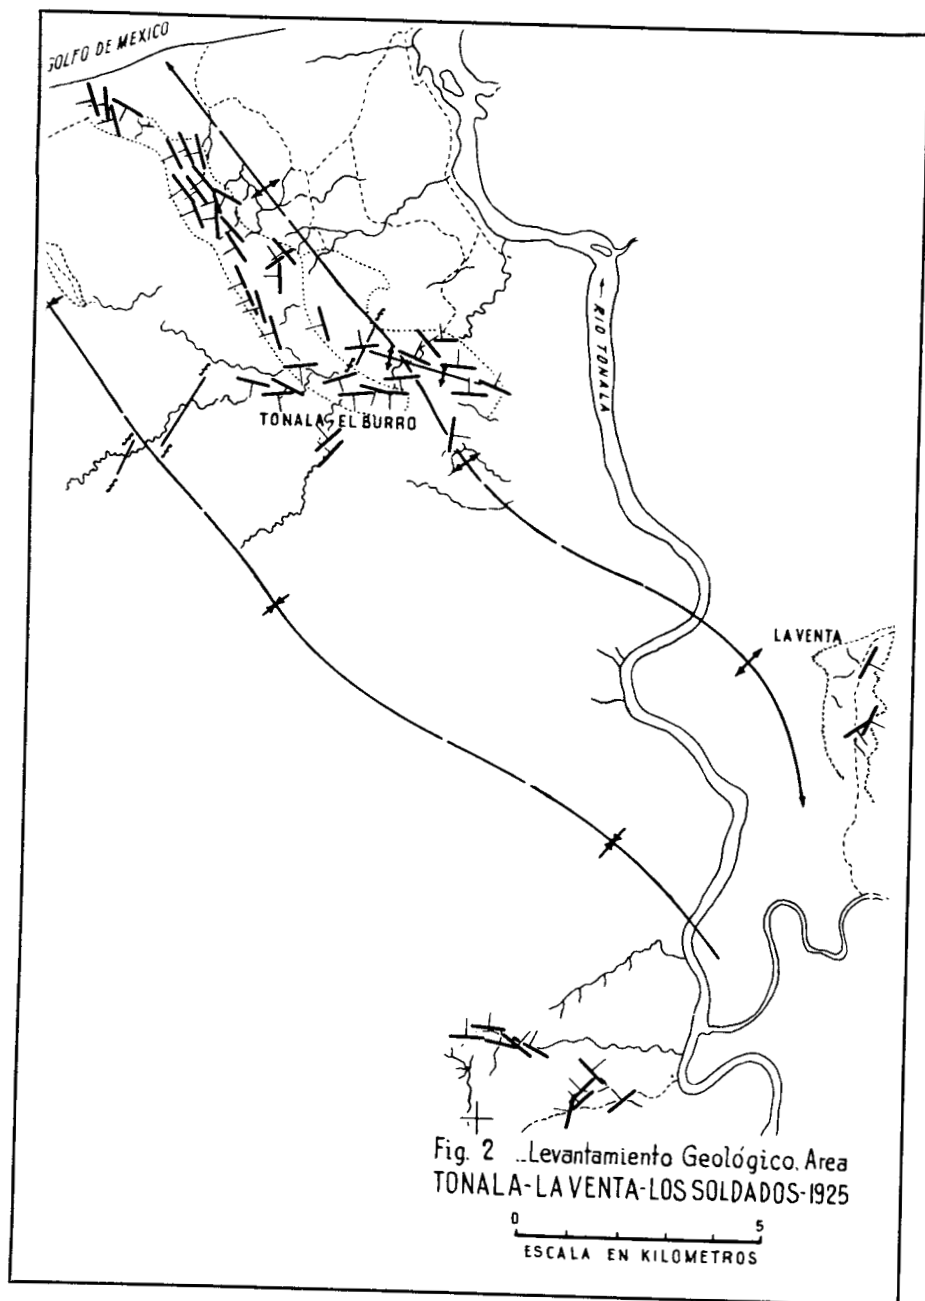 GOLFO DE MEXICO
← RIO TONALA
TONALA-EL BURRO
LA VENTA
Fig. 2 ..Levantamiento Geológico. Area
TONALA-LA VENTA-LOS SOLDADOS-1925
0 5
ESCALA EN KILOMETROS